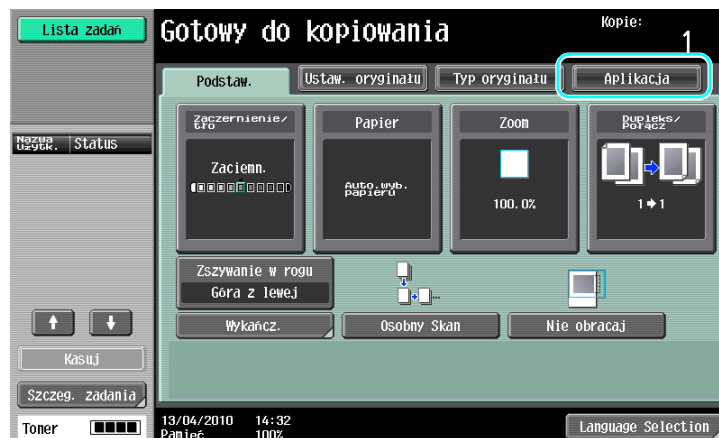 Lista zadań
Gotowy do kopiowania
Kopie:
1
Podstaw.
Ustaw. oryginału
Typ oryginału
Aplikacja
Nazwa użytk.
Status
Zaczernienie/
tło
Papier
Zoom
Dupleks/
Połącz
Zaciemn.
Auto.wyb.
papieru
100.0%
1→1
Zszywanie w rogu
Góra z lewej
Wykańcz.
Osobny Skan
Nie obracaj
Kasuj
Szczeg. zadania
Toner
13/04/2010 14:32
Pamięć 100%
Language Selection